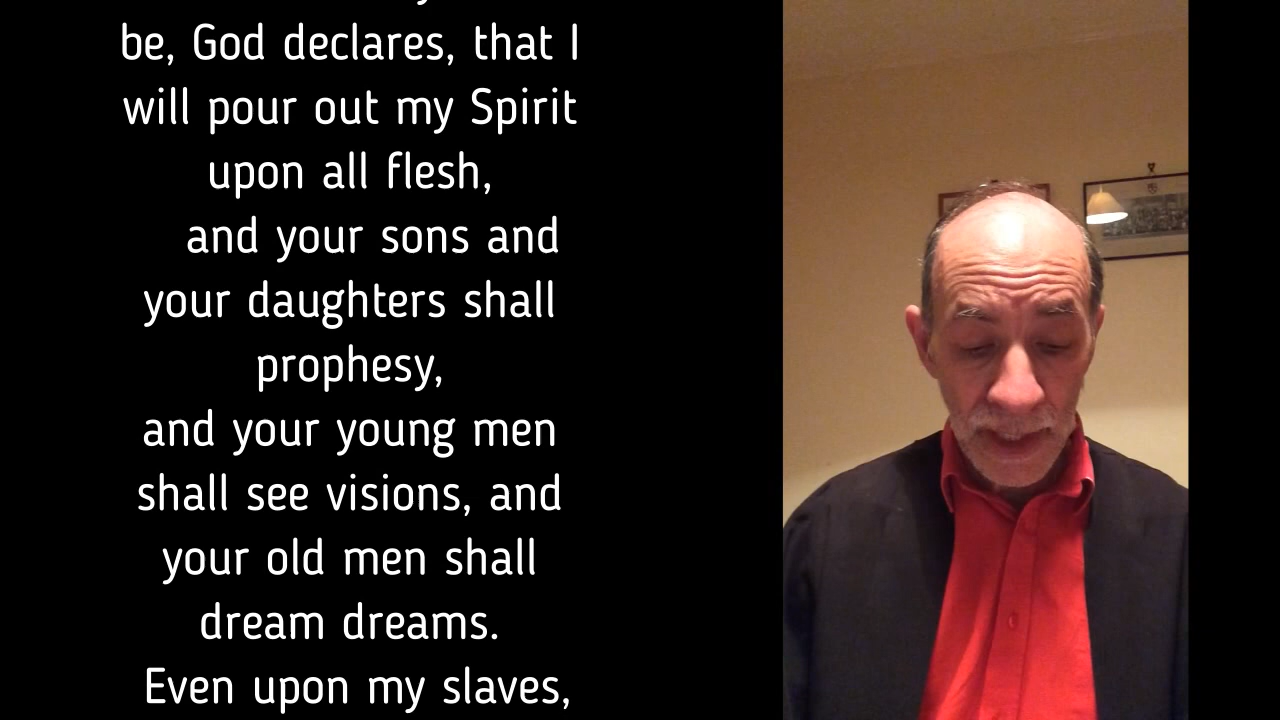 be, God declares, that I
will pour out my Spirit
upon all flesh,
and your sons and
your daughters shall
prophesy,
and your young men
shall see visions, and
your old men shall
dream dreams.
Even upon my slaves,